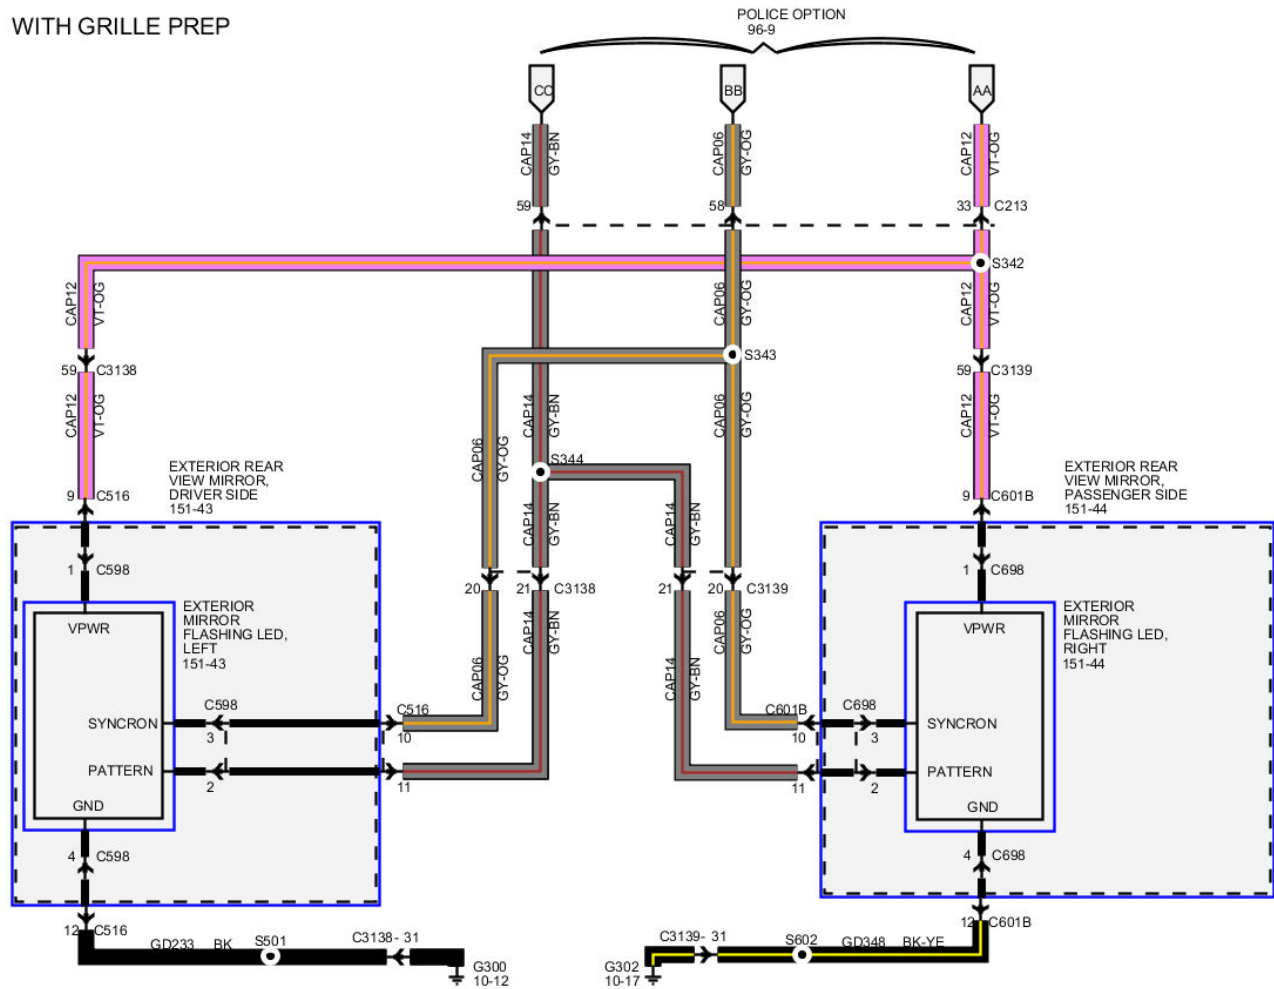 WITH GRILLE PREP
POLICE OPTION
96-9
CC
BB
AA
CAP14
GY-BN
CAP06
GY-OG
CAP12
VT-OG
59
58
33
C213
S342
CAP12
VT-OG
CAP06
GY-OG
CAP12
VT-OG
S343
59
C3138
59
C3139
CAP12
VT-OG
CAP14
GY-BN
CAP06
GY-OG
CAP12
VT-OG
CAP06
GY-OG
S344
EXTERIOR REAR
VIEW MIRROR,
DRIVER SIDE
151-43
EXTERIOR REAR
VIEW MIRROR,
PASSENGER SIDE
151-44
9
C516
9
C601B
CAP14
GY-BN
CAP14
GY-BN
1
C598
1
C698
20
21
C3138
21
20
C3139
EXTERIOR
MIRROR
FLASHING LED,
LEFT
151-43
EXTERIOR
MIRROR
FLASHING LED,
RIGHT
151-44
VPWR
VPWR
CAP06
GY-OG
CAP14
GY-BN
CAP14
GY-BN
CAP06
GY-OG
SYNCRON
C598
3
C516
10
C601B
10
C698
3
SYNCRON
PATTERN
2
11
11
2
PATTERN
GND
GND
4
C598
4
C698
12
C516
12
C601B
GD233
BK
S501
C3138- 31
G300
10-12
C3139- 31
S602
GD348
BK-YE
G302
10-17